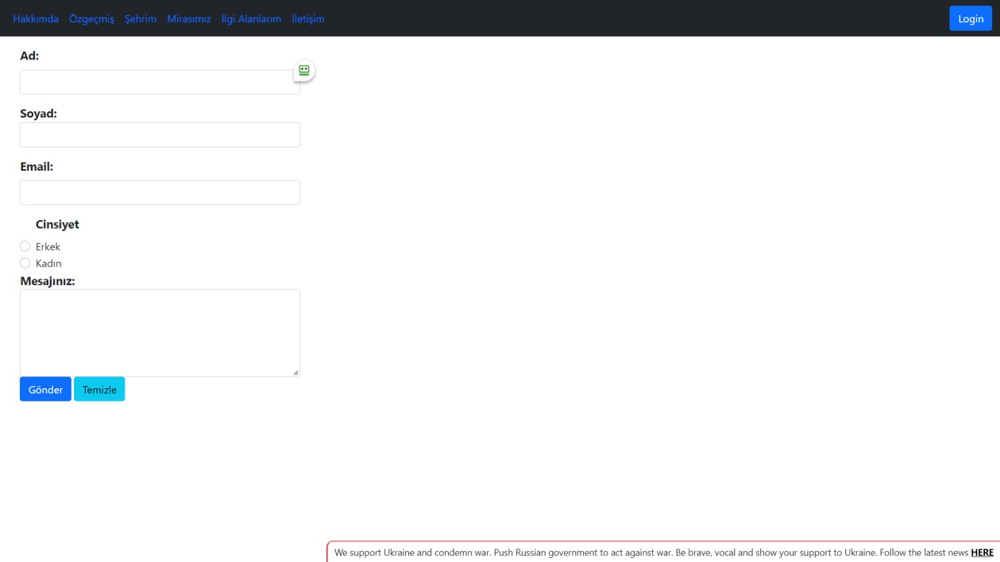 Hakkımda Özgeçmiş Şehrim Mirasımız İlgi Alanlarım İletişim Login
Ad:
Soyad:
Email:
Cinsiyet
Erkek
Kadın
Mesajınız:
Gönder Temizle
We support Ukraine and condemn war. Push Russian government to act against war. Be brave, vocal and show your support to Ukraine. Follow the latest news HERE